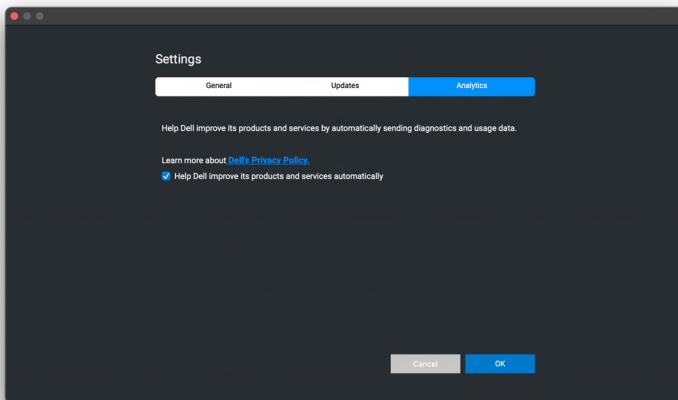 Settings
General Updates Analytics
Help Dell improve its products and services by automatically sending diagnostics and usage data.
Learn more about Dell's Privacy Policy.
Help Dell improve its products and services automatically
Cancel OK